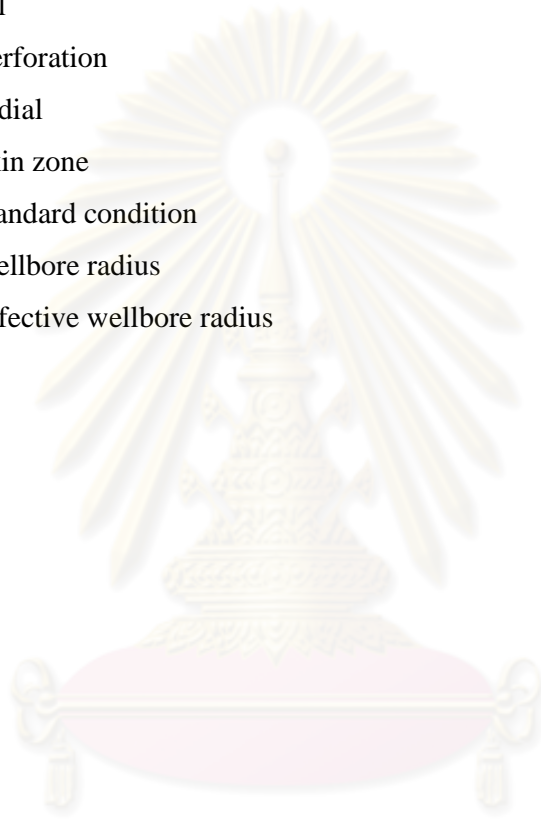 erforation
dial
in zone
andard condition
ellbore radius
fective wellbore radius